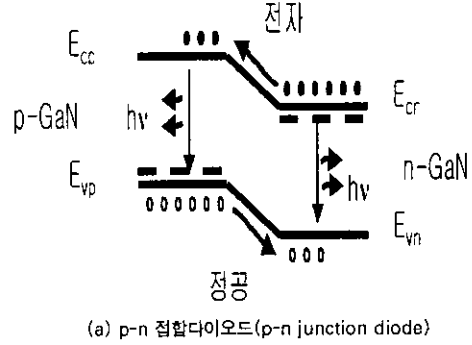 전자
E_cc
E_cr
p-GaN
hν
hν
n-GaN
E_vp
E_vn
정공
(a) p-n 접합다이오드(p-n junction diode)